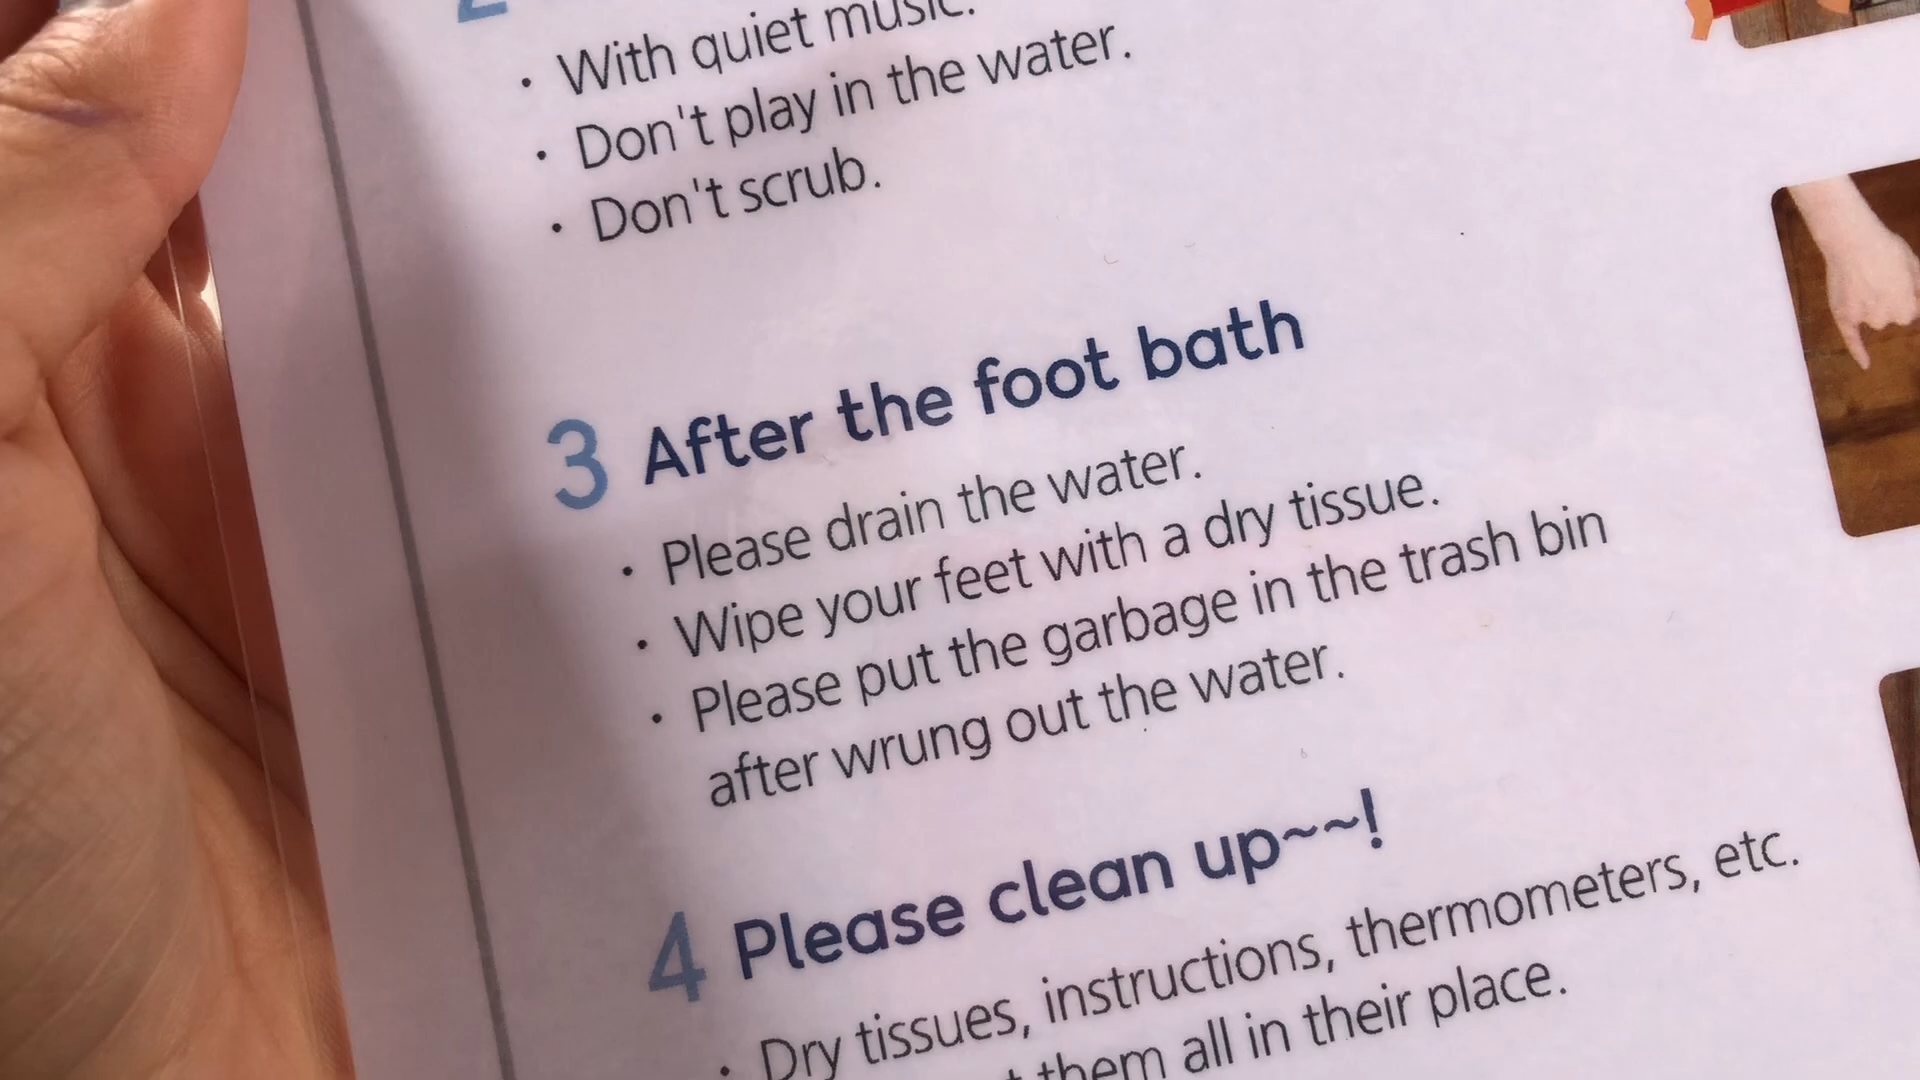 2
· With quiet music.
· Don't play in the water.
· Don't scrub.
3 After the foot bath
· Please drain the water.
· Wipe your feet with a dry tissue.
· Please put the garbage in the trash bin
after wrung out the water.
4 Please clean up~~!
· Dry tissues, instructions, thermometers, etc.
them all in their place.